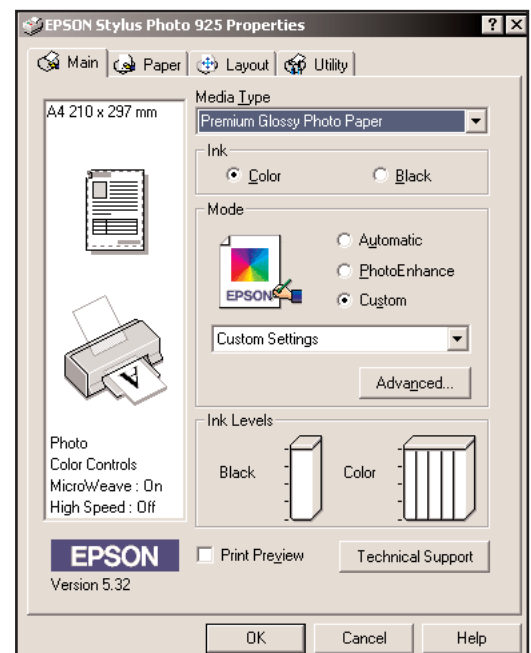 EPSON Stylus Photo 925 Properties
Main Paper Layout Utility
A4 210 x 297 mm
Photo
Color Controls
MicroWeave : On
High Speed : Off
EPSON
Version 5.32
Media Type
Premium Glossy Photo Paper
Ink
Color Black
Mode
EPSON
Automatic
PhotoEnhance
Custom
Custom Settings
Advanced...
Ink Levels
Black Color
Print Preview Technical Support
OK Cancel Help